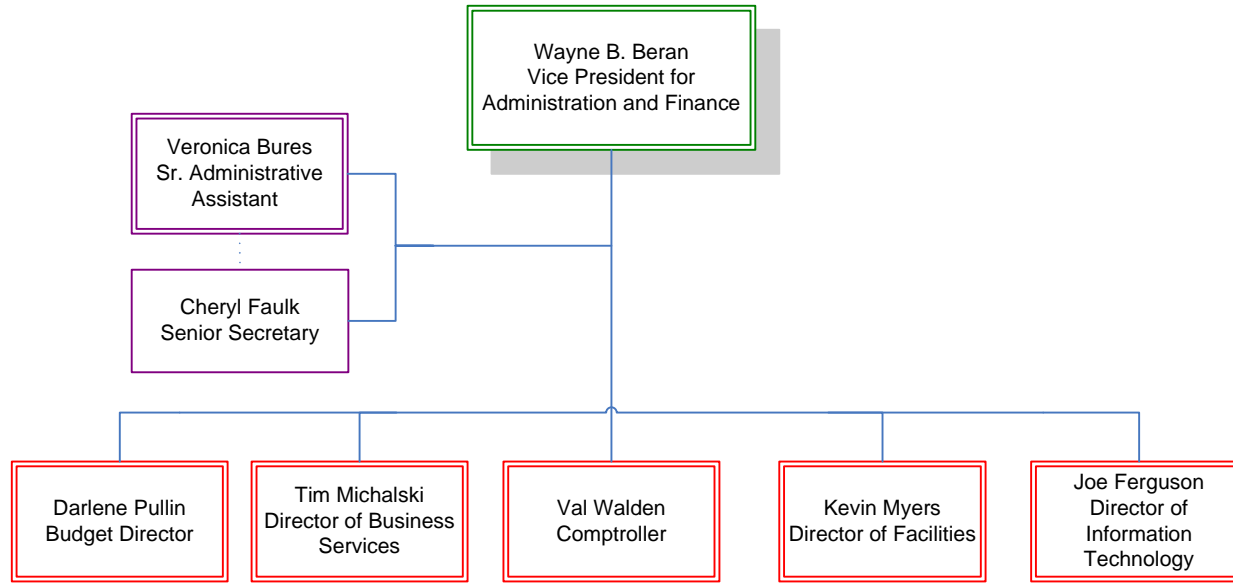 Wayne B. Beran
Vice President for
Administration and Finance
Veronica Bures
Sr. Administrative
Assistant
Cheryl Faulk
Senior Secretary
Darlene Pullin
Budget Director
Tim Michalski
Director of Business
Services
Val Walden
Comptroller
Kevin Myers
Director of Facilities
Joe Ferguson
Director of
Information
Technology